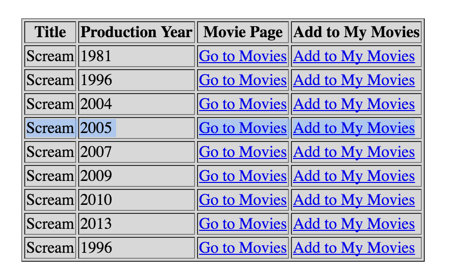 Title Production Year Movie Page Add to My Movies
Scream 1981 Go to Movies Add to My Movies
Scream 1996 Go to Movies Add to My Movies
Scream 2004 Go to Movies Add to My Movies
Scream 2005 Go to Movies Add to My Movies
Scream 2007 Go to Movies Add to My Movies
Scream 2009 Go to Movies Add to My Movies
Scream 2010 Go to Movies Add to My Movies
Scream 2013 Go to Movies Add to My Movies
Scream 1996 Go to Movies Add to My Movies